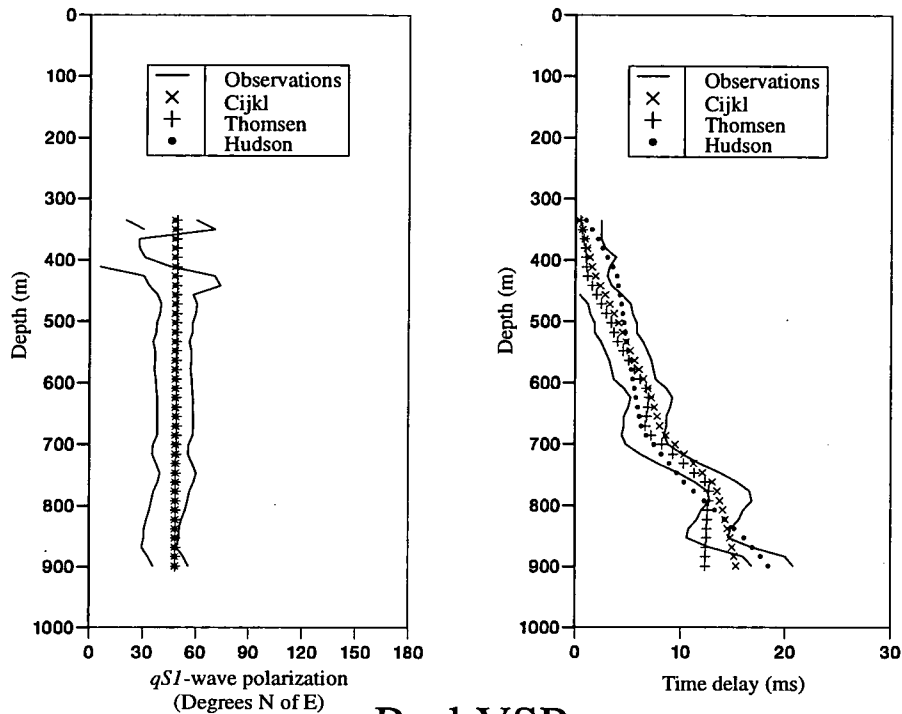 0
100
200
300
400
500
600
700
800
900
1000
Depth (m)
Observations
Cijkl
Thomsen
Hudson
0 30 60 90 120 150 180
qS1-wave polarization
(Degrees N of E)
0
100
200
300
400
500
600
700
800
900
1000
Depth (m)
Observations
Cijkl
Thomsen
Hudson
0 10 20 30
Time delay (ms)